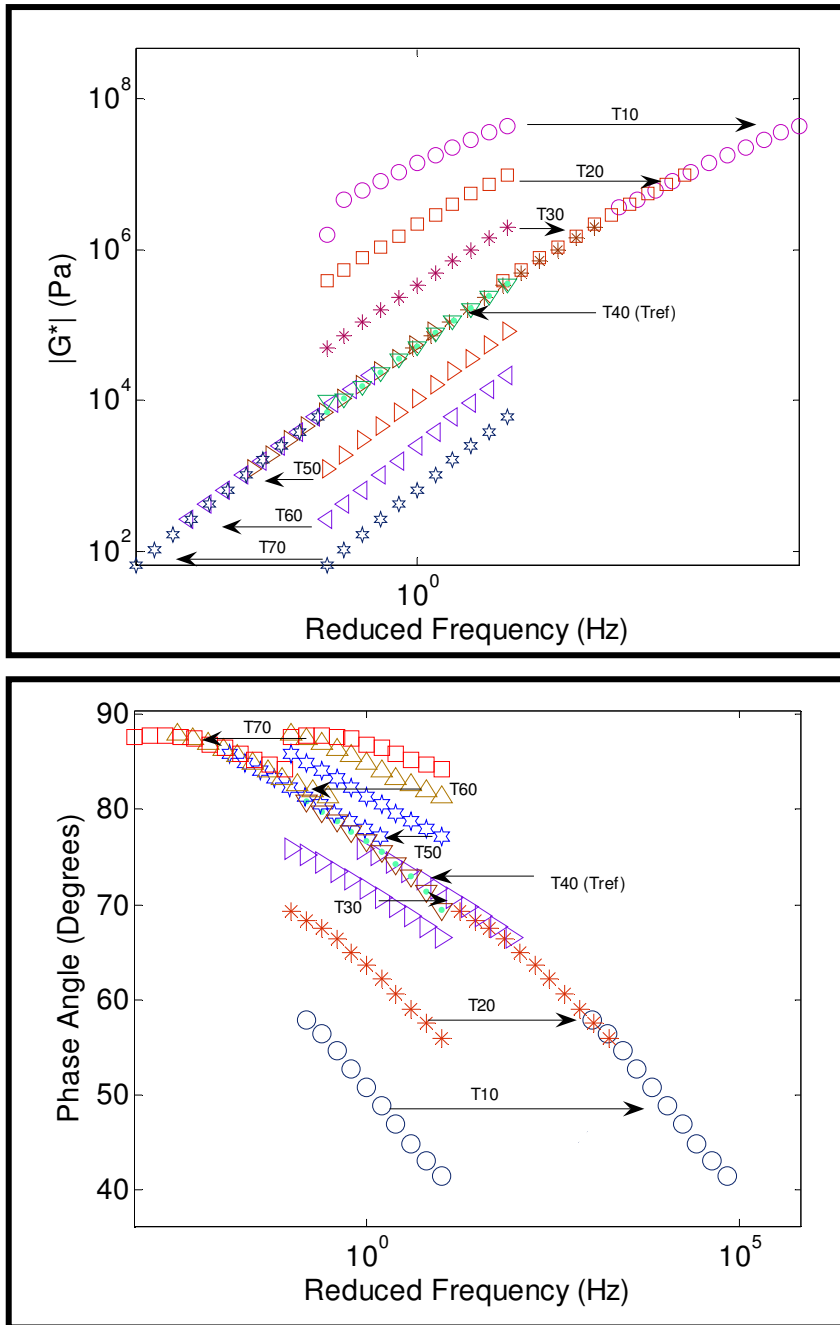 10^8
T10
T20
10^6
T30
T40 (Tref)
|G*| (Pa)
10^4
T50
T60
10^2
T70
10^0
Reduced Frequency (Hz)
90
T70
T60
80
T50
T40 (Tref)
70
T30
Phase Angle (Degrees)
60
T20
50
T10
40
10^0
10^5
Reduced Frequency (Hz)